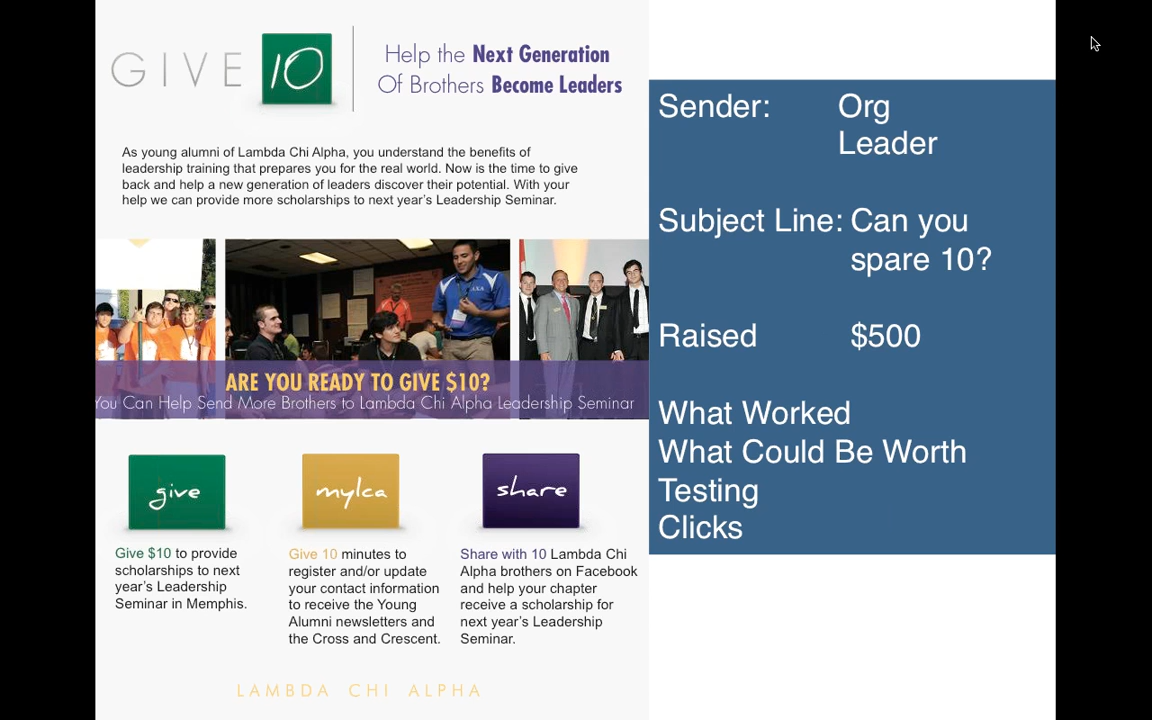 GIVE 10
Help the Next Generation
Of Brothers Become Leaders
As young alumni of Lambda Chi Alpha, you understand the benefits of
leadership training that prepares you for the real world. Now is the time to give
back and help a new generation of leaders discover their potential. With your
help we can provide more scholarships to next year's Leadership Seminar.
ARE YOU READY TO GIVE $10?
You Can Help Send More Brothers to Lambda Chi Alpha Leadership Seminar
give
Give $10 to provide
scholarships to next
year's Leadership
Seminar in Memphis.
mylca
Give 10 minutes to
register and/or update
your contact information
to receive the Young
Alumni newsletters and
the Cross and Crescent.
share
Share with 10 Lambda Chi
Alpha brothers on Facebook
and help your chapter
receive a scholarship for
next year's Leadership
Seminar.
LAMBDA CHI ALPHA
Sender: Org
Leader
Subject Line: Can you
spare 10?
Raised $500
What Worked
What Could Be Worth
Testing
Clicks